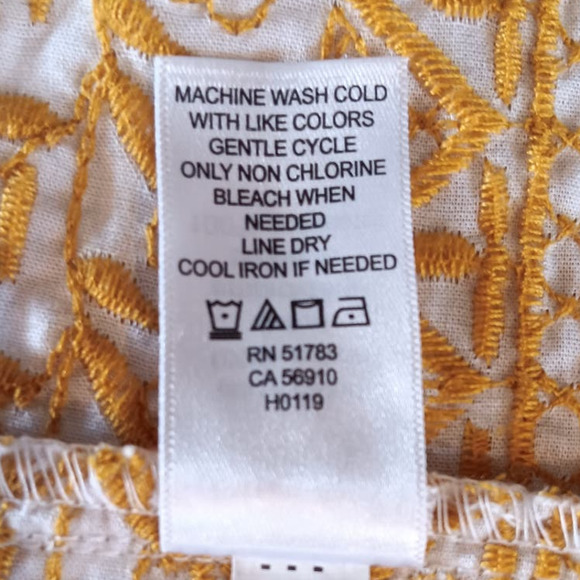 MACHINE WASH COLD
WITH LIKE COLORS
GENTLE CYCLE
ONLY NON CHLORINE
BLEACH WHEN
NEEDED
LINE DRY
COOL IRON IF NEEDED
RN 51783
CA 56910
H0119